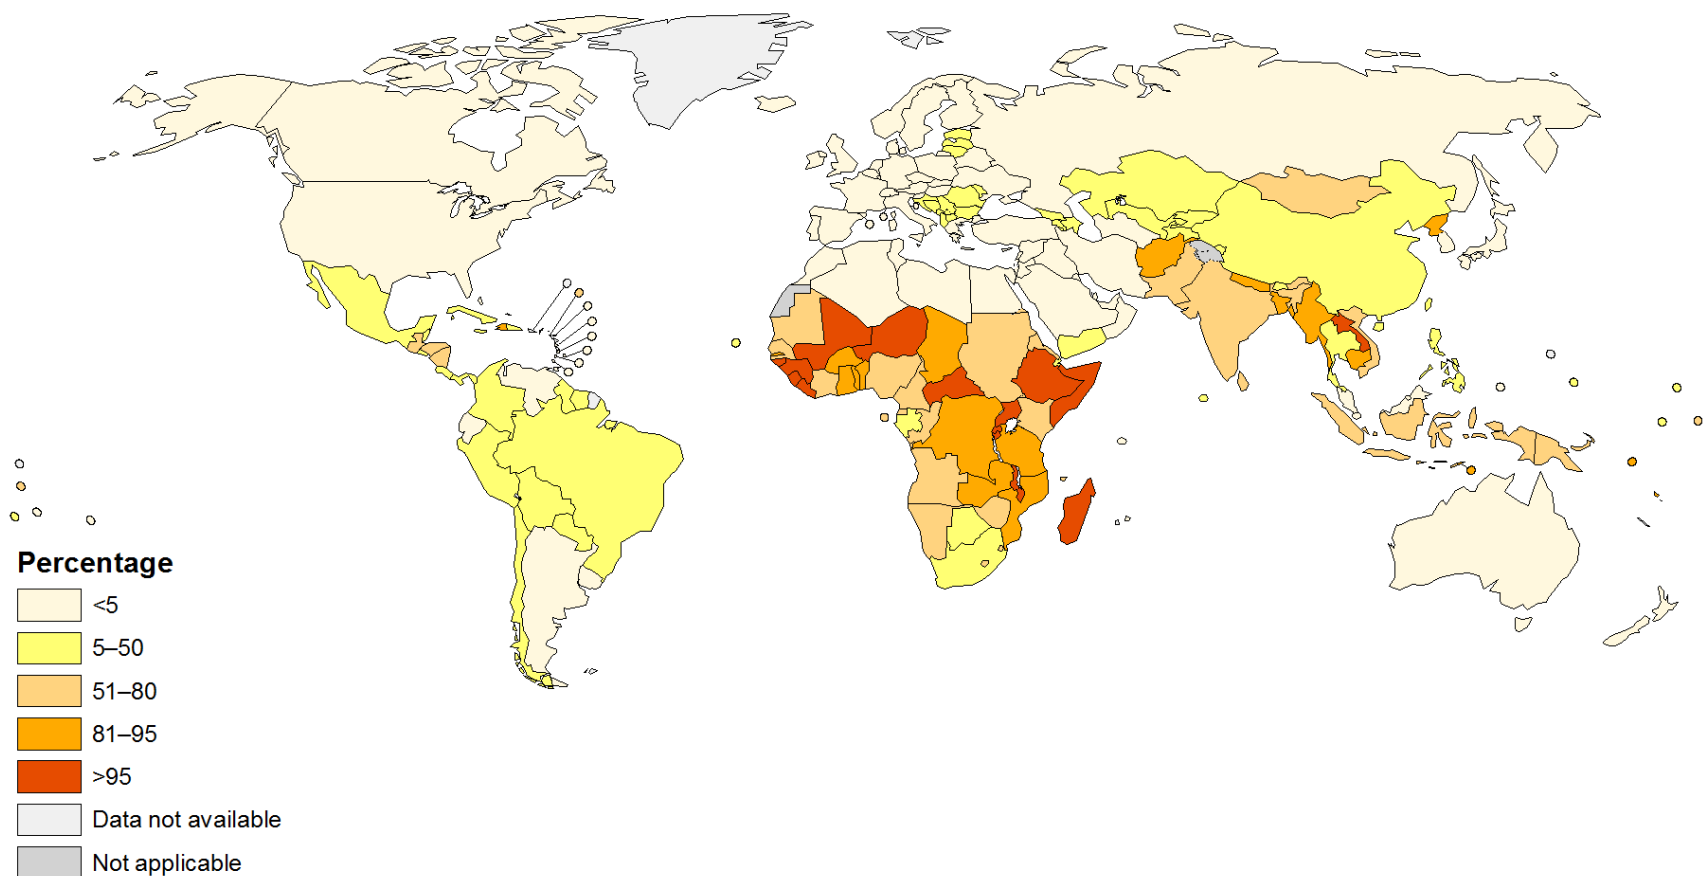 Percentage
<5
5–50
51–80
81–95
>95
Data not available
Not applicable